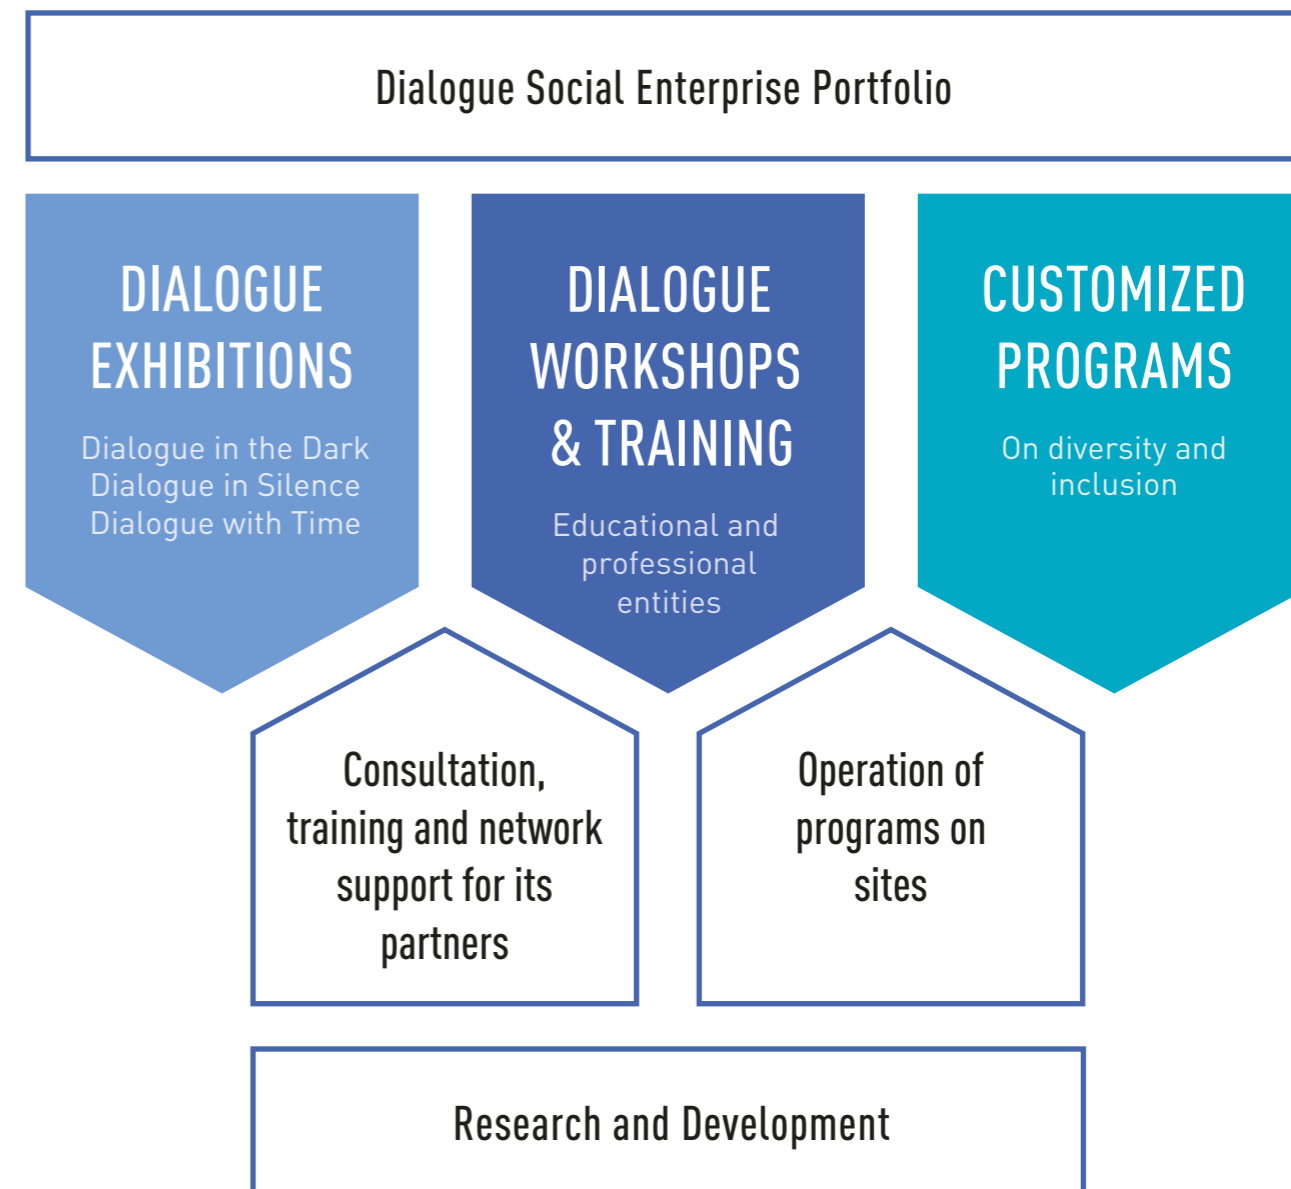 Dialogue Social Enterprise Portfolio
DIALOGUE
EXHIBITIONS
Dialogue in the Dark
Dialogue in Silence
Dialogue with Time
DIALOGUE
WORKSHOPS
& TRAINING
Educational and
professional
entities
CUSTOMIZED
PROGRAMS
On diversity and
inclusion
Consultation,
training and network
support for its
partners
Operation of
programs on
sites
Research and Development